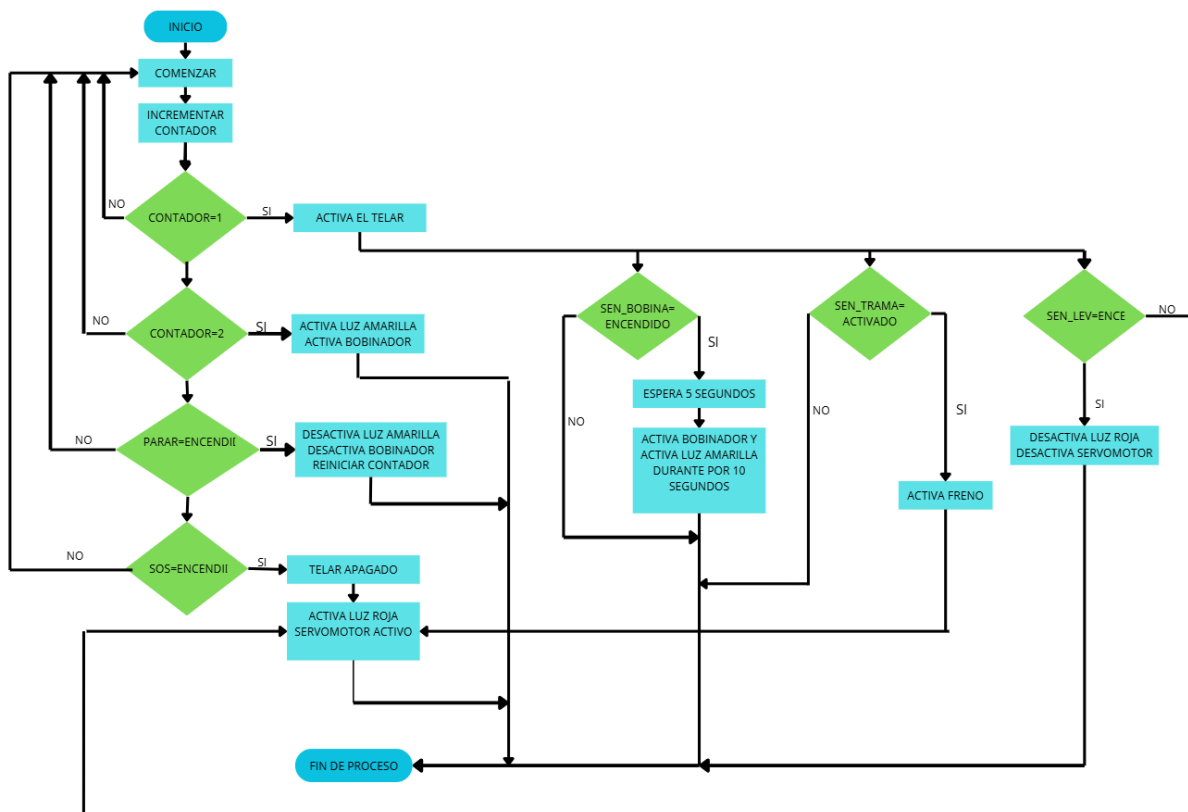 INICIO
COMENZAR
INCREMENTAR
CONTADOR
NO
CONTADOR=1
SI
ACTIVA EL TELAR
SEN_BOBINA=
ENCENDIDO
SI
NO
ESPERA 5 SEGUNDOS
ACTIVA BOBINADOR Y
ACTIVA LUZ AMARILLA
DURANTE POR 10
SEGUNDOS
SEN_TRAMA=
ACTIVADO
NO
SI
ACTIVA FRENO
SEN_LEV=ENCE
NO
SI
DESACTIVA LUZ ROJA
DESACTIVA SERVOMOTOR
NO
CONTADOR=2
SI
ACTIVA LUZ AMARILLA
ACTIVA BOBINADOR
NO
PARAR=ENCENDII
SI
DESACTIVA LUZ AMARILLA
DESACTIVA BOBINADOR
REINICIAR CONTADOR
NO
SOS=ENCENDII
SI
TELAR APAGADO
ACTIVA LUZ ROJA
SERVOMOTOR ACTIVO
FIN DE PROCESO